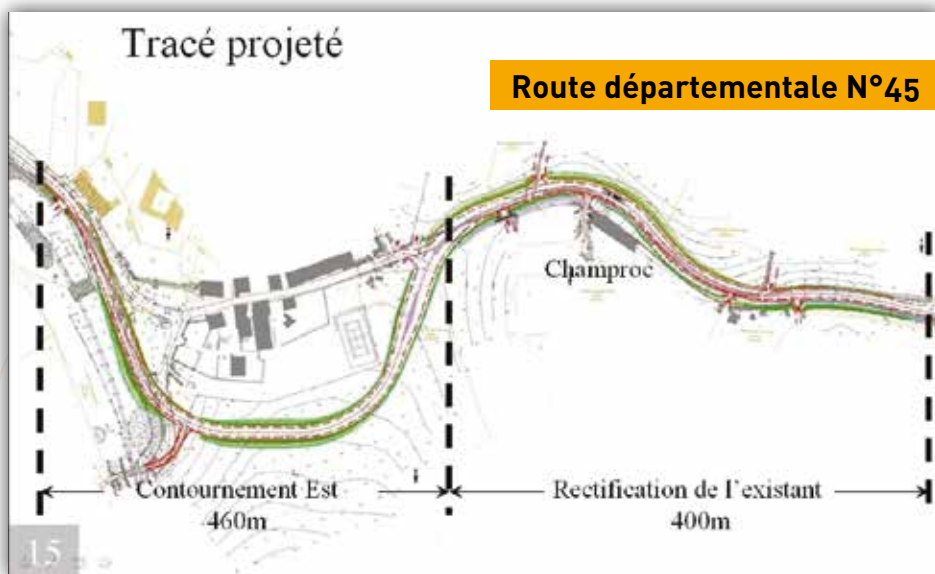 Tracé projeté
Route départementale N°45
Champroc
Contournement Est
460m
Rectification de l'existant
400m
15